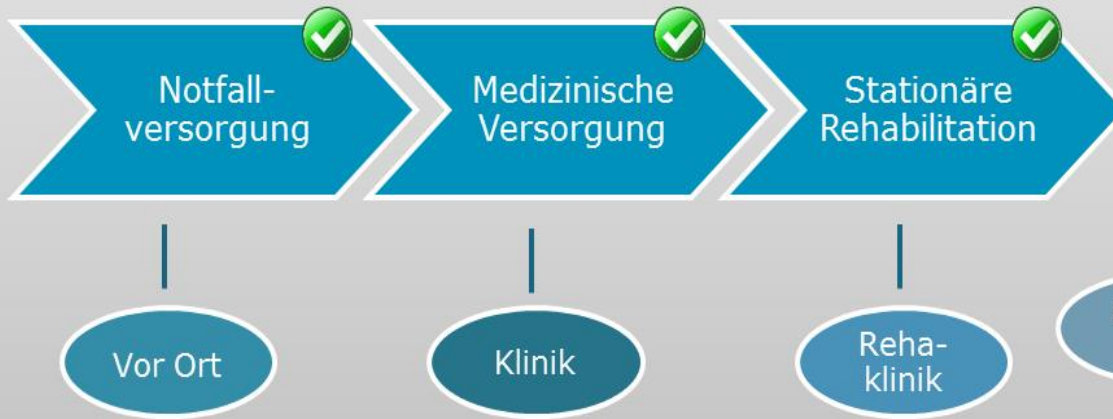 Notfall-
versorgung
Medizinische
Versorgung
Stationäre
Rehabilitation
Vor Ort
Klinik
Reha-
klinik